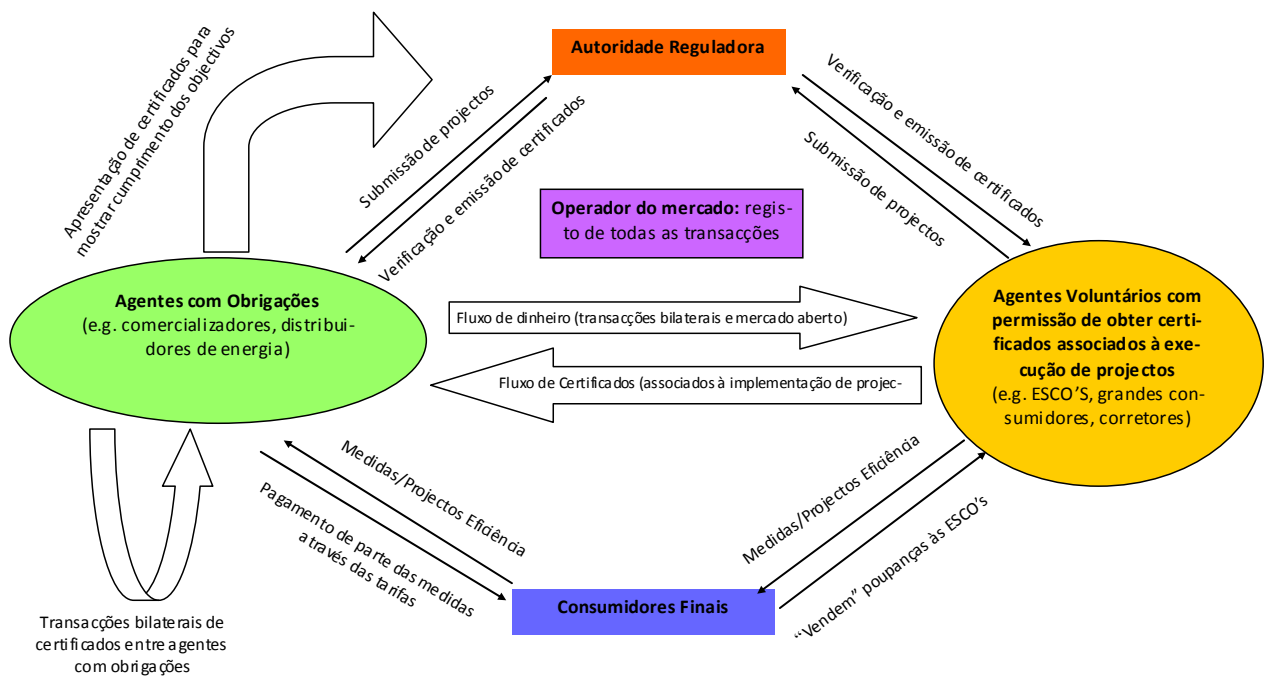 Apresentação de certificados para
mostrar cumprimento dos objectivos
Autoridade Reguladora
Submissão de projectos
Verificação e emissão de certificados
Verificação e emissão de certificados
Submissão de projectos
Operador do mercado: regis-
to de todas as transacções
Agentes com Obrigações
(e.g. comercializadores, distribui-
dores de energia)
Fluxo de dinheiro (transacções bilaterais e mercado aberto)
Fluxo de Certificados (associados à implementação de projec-
Agentes Voluntários com
permissão de obter certi-
ficados associados à exe-
cução de projectos
(e.g. ESCO'S, grandes con-
sumidores, corretores)
Medidas/Projectos Eficiência
Pagamento de parte das medidas
através das tarifas
Medidas/Projectos Eficiência
“Vendem” poupanças às ESCO’s
Consumidores Finais
Transacções bilaterais de
certificados entre agentes
com obrigações